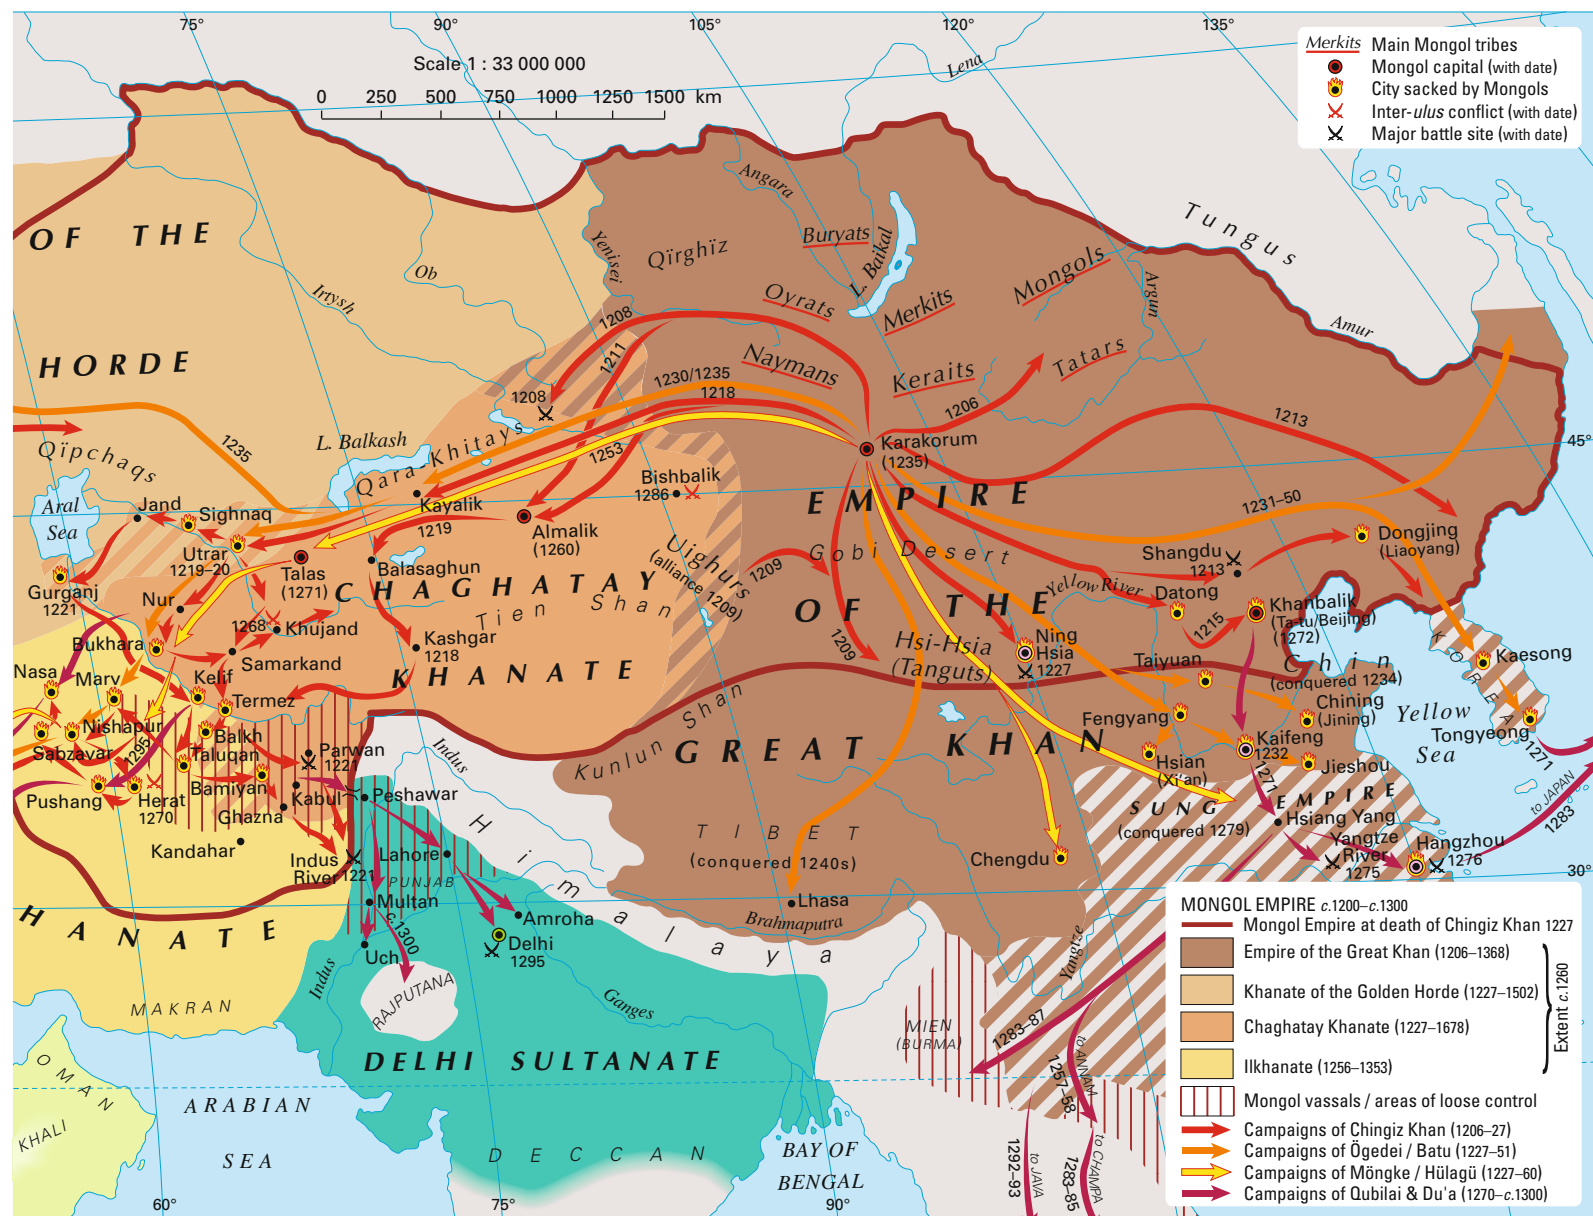 75°
90°
105°
120°
135°
Scale 1 : 33 000 000
0 250 500 750 1000 1250 1500 km
Merkits Main Mongol tribes
Mongol capital (with date)
City sacked by Mongols
Inter-ulus conflict (with date)
Major battle site (with date)
Lena
Angara
Tungus
OF THE
HORDE
Yenisei
Qïrghïz
Buryats
L. Baikal
Mongols
Argun
Ob
Irtysh
Oyrats
Merkits
Amur
1208
1211
Naymans
Keraits
Tatars
1230/1235
1218
1208
1206
1213
45°
Qïpchaqs
1235
L. Balkash
Qara-Khitays
1253
Karakorum
(1235)
Bishbalik
1286
EMPIRE
1231–50
Aral
Sea
Jand
Sighnaq
Kayalik
1219
Almalik
(1260)
Dongjing
(Liaoyang)
Utrar
1219–20
Talas
(1271)
Balasaghun
Uighurs
(alliance 1209)
1209
Gobi Desert
Shangdu
1213
Gurganj
1221
CHAGHATAY
Tien Shan
Yellow River
Datong
Khanbalik
(Ta-tu/Beijing)
(1272)
Nur
OF THE
1215
1268
Khujand
Kashgar
1218
1209
Hsi-Hsia
(Tanguts)
Ning
Hsia
1227
Bukhara
Samarkand
KHANATE
Taiyuan
Chin
(conquered 1234)
KOREA
Kaesong
Nasa
Marv
Kelif
Termez
Chining
(Jining)
Yellow
Sea
Tongyeong
Nishapur
Sabzavar
1295
Balkh
Taluqan
Parwan
1221
Kunlun Shan
GREAT KHAN
Fengyang
Kaifeng
1232
Hsian
(Xi'an)
Jieshou
1271
1271
Indus
Pushang
Herat
1270
Bamiyan
Kabul
Ghazna
Peshawar
SUNG EMPIRE
(conquered 1279)
Hsiang Yang
to JAPAN
1283
Kandahar
Indus
River
1221
Lahore
PUNJAB
Himalaya
TIBET
(conquered 1240s)
Chengdu
Yangtze
River
1275
Hangzhou
1276
30°
Multan
c.1300
Amroha
Lhasa
Brahmaputra
HANATE
Uch
Delhi
1295
Indus
RAJPUTANA
Ganges
Yangtze
MAKRAN
MIEN
(BURMA)
1283–87
OMAN
KHALI
DELHI SULTANATE
to ANNAM
1257–58
ARABIAN
SEA
DECCAN
BAY OF
BENGAL
1292–93
to JAVA
1283–85
to CHAMPA
60°
75°
90°
MONGOL EMPIRE c.1200–c.1300
Mongol Empire at death of Chingiz Khan 1227
Empire of the Great Khan (1206–1368)
Khanate of the Golden Horde (1227–1502)
Chaghatay Khanate (1227–1678)
Ilkhanate (1256–1353)
Extent c.1260
Mongol vassals / areas of loose control
Campaigns of Chingiz Khan (1206–27)
Campaigns of Ögedei / Batu (1227–51)
Campaigns of Möngke / Hülagü (1227–60)
Campaigns of Qubilai & Du'a (1270–c.1300)